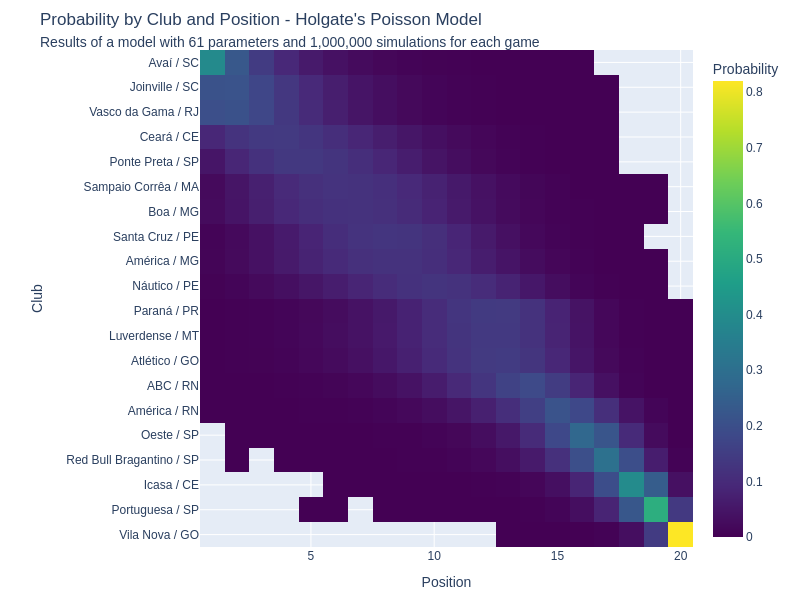 Probability by Club and Position - Holgate's Poisson Model
Results of a model with 61 parameters and 1,000,000 simulations for each game
Probability
Club
Avaí / SC
Joinville / SC
Vasco da Gama / RJ
Ceará / CE
Ponte Preta / SP
Sampaio Corrêa / MA
Boa / MG
Santa Cruz / PE
América / MG
Náutico / PE
Paraná / PR
Luverdense / MT
Atlético / GO
ABC / RN
América / RN
Oeste / SP
Red Bull Bragantino / SP
Icasa / CE
Portuguesa / SP
Vila Nova / GO
0.8
0.7
0.6
0.5
0.4
0.3
0.2
0.1
0
5
10
15
20
Position